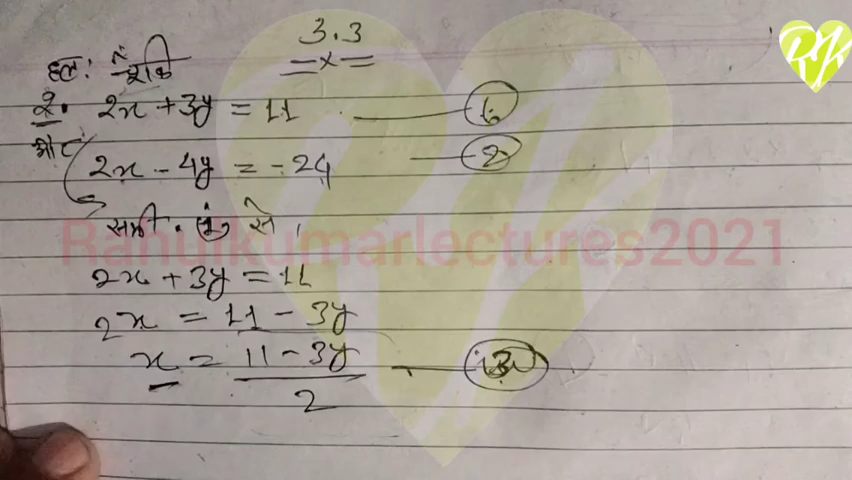 3.3
हल:
2. 2x + 3y = 11 ①
और
2x - 4y = -24 ②
समी. ① से,
2x + 3y = 11
2x = 11 - 3y
x = 11 - 3y / 2 ③
Rahulkumarlectures2021
RK